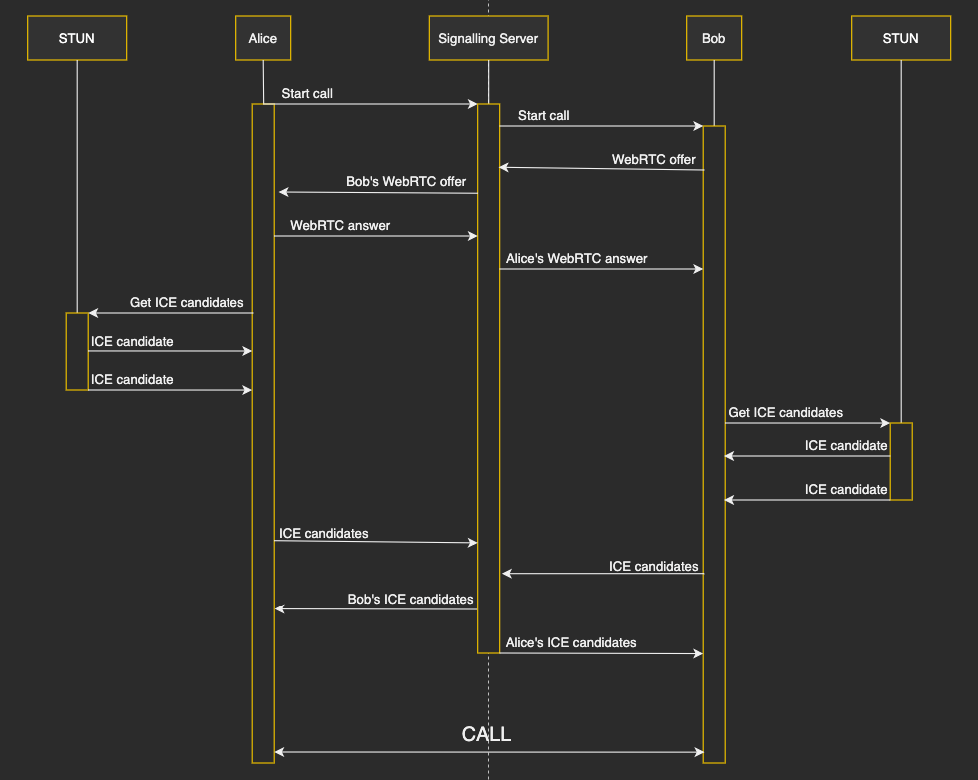 STUN
Alice
Signalling Server
Bob
STUN
Start call
Start call
WebRTC offer
Bob's WebRTC offer
WebRTC answer
Alice's WebRTC answer
Get ICE candidates
ICE candidate
ICE candidate
Get ICE candidates
ICE candidate
ICE candidate
ICE candidates
ICE candidates
Bob's ICE candidates
Alice's ICE candidates
CALL